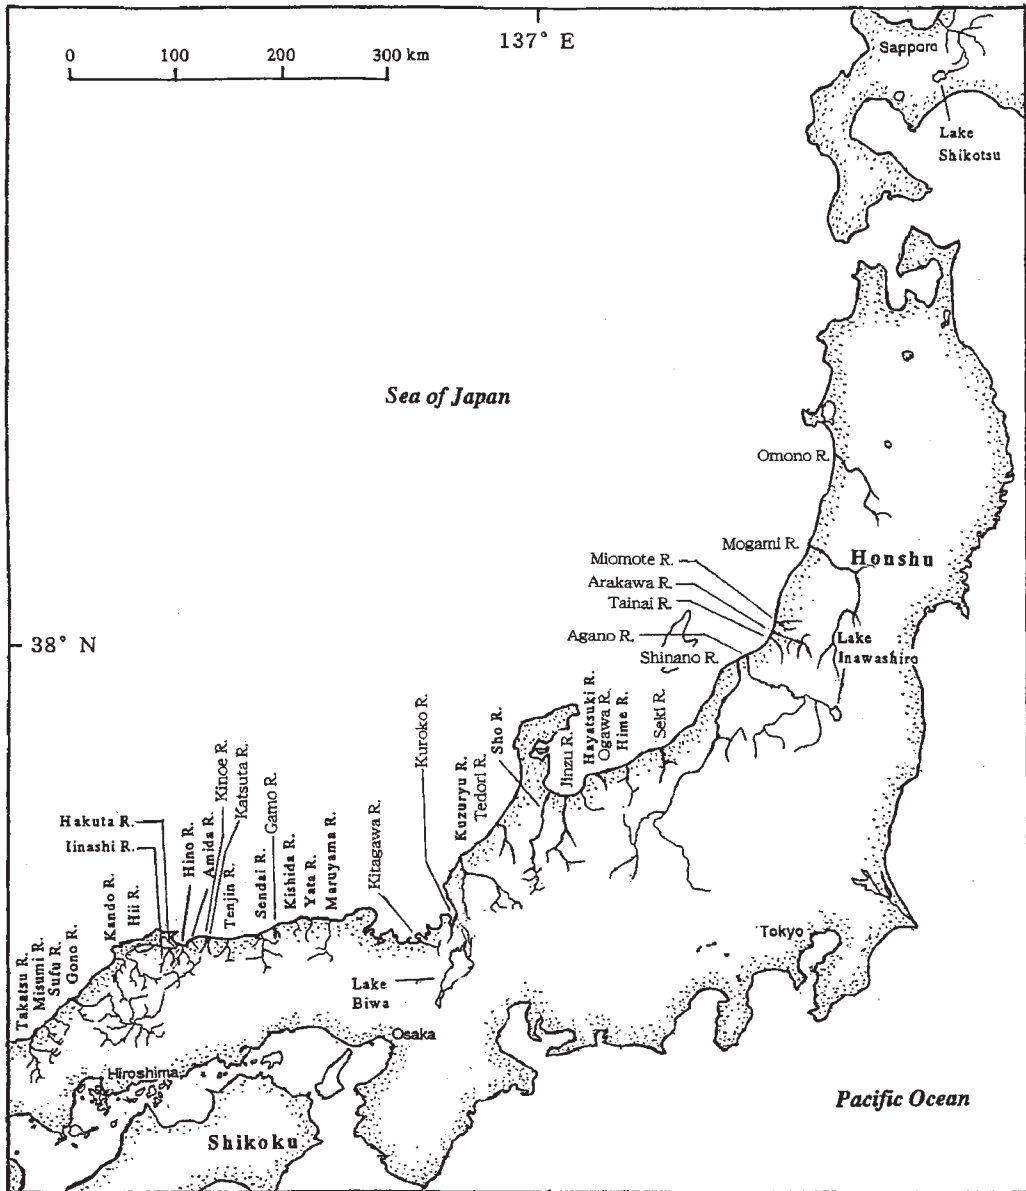 137° E
0 100 200 300 km
Sapporo
Lake
Shikotsu
Sea of Japan
Omono R.
Mogami R.
Honshu
Miomote R.
Arakawa R.
Tainai R.
Agano R.
Shinano R.
38° N
Lake
Inawashiro
Seki R.
Hime R.
Ogawa R.
Hayatsuki R.
Jinzu R.
Sho R.
Tedori R.
Kuzuryu R.
Kuroko R.
Kitagawa R.
Maruyama R.
Yata R.
Kishida R.
Gamo R.
Sendai R.
Tenjin R.
Katsuta R.
Kinoe R.
Amida R.
Hino R.
Hakuta R.
Iinashi R.
Hii R.
Kando R.
Gono R.
Sufu R.
Misumi R.
Takatsu R.
Lake
Biwa
Tokyo
Osaka
Hiroshima
Shikoku
Pacific Ocean